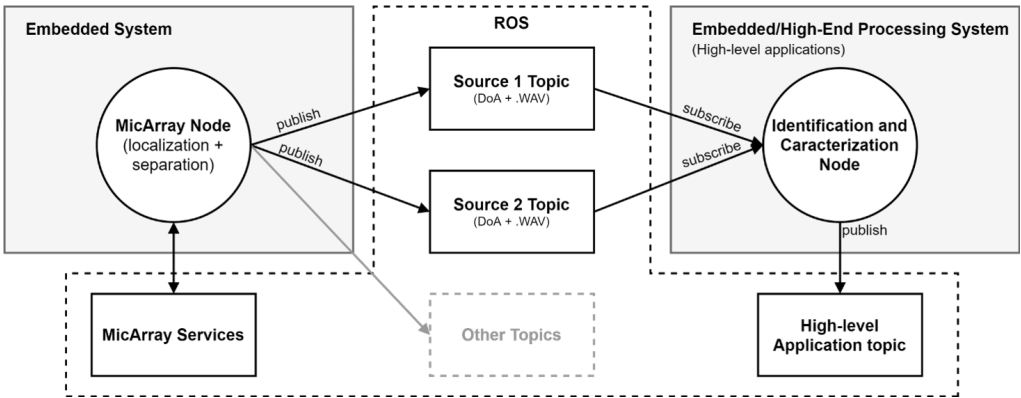 Embedded System
MicArray Node
(localization +
separation)
MicArray Services
ROS
publish
publish
Source 1 Topic
(DoA + .WAV)
Source 2 Topic
(DoA + .WAV)
Other Topics
subscribe
subscribe
Embedded/High-End Processing System
(High-level applications)
Identification and
Caracterization
Node
publish
High-level
Application topic